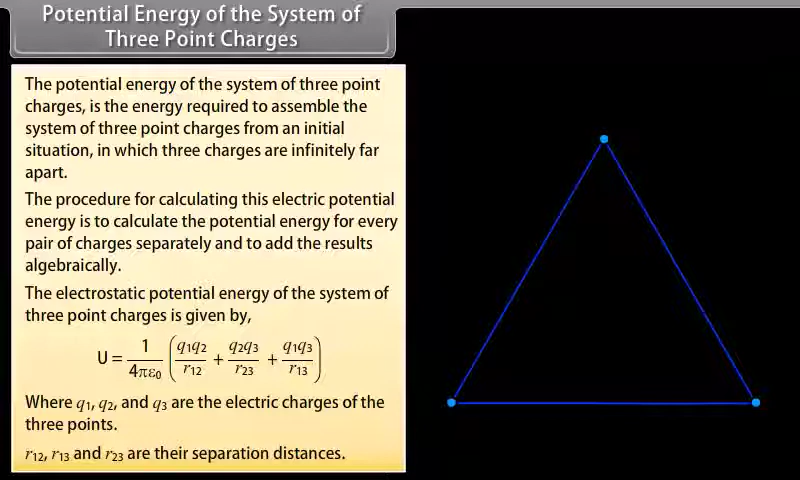 Potential Energy of the System of
Three Point Charges
The potential energy of the system of three point
charges, is the energy required to assemble the
system of three point charges from an initial
situation, in which three charges are infinitely far
apart.
The procedure for calculating this electric potential
energy is to calculate the potential energy for every
pair of charges separately and to add the results
algebraically.
The electrostatic potential energy of the system of
three point charges is given by,
U = 1/4πε₀ (q₁q₂/r₁₂ + q₂q₃/r₂₃ + q₁q₃/r₁₃)
Where q₁, q₂, and q₃ are the electric charges of the
three points.
r₁₂, r₁₃ and r₂₃ are their separation distances.